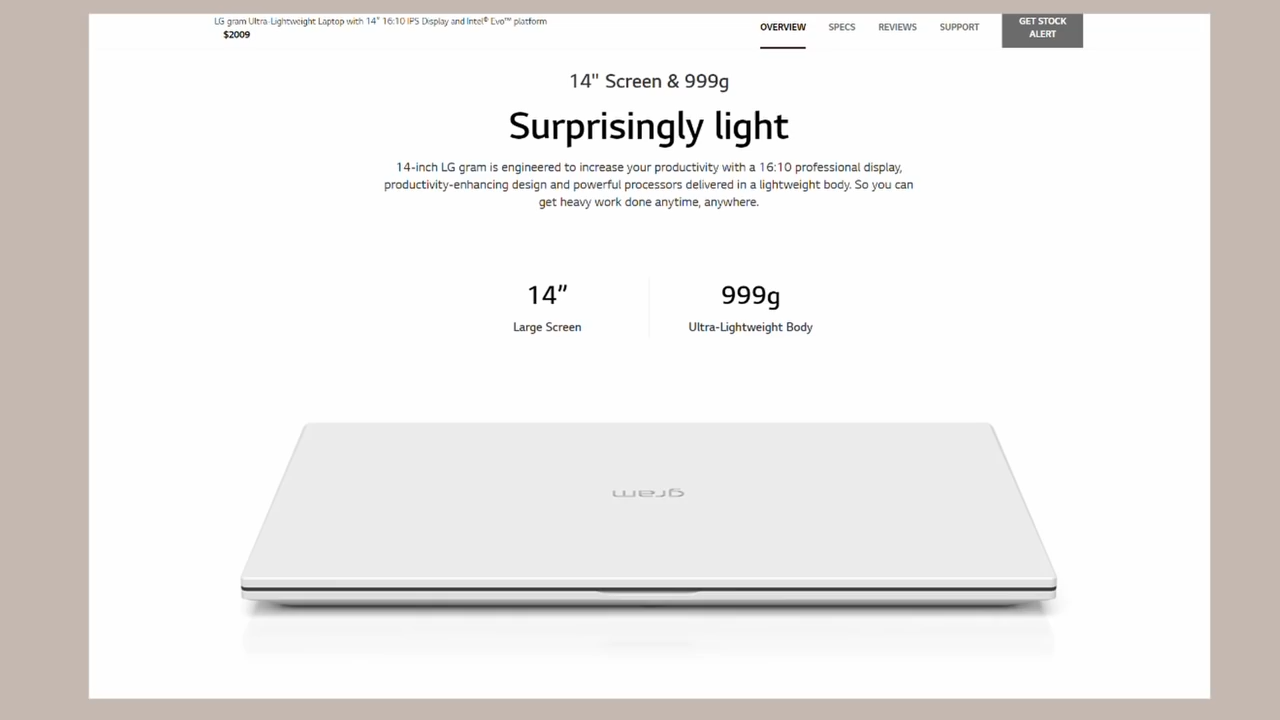 LG gram Ultra-Lightweight Laptop with 14" 16:10 IPS Display and Intel® Evo™ platform
$2009
OVERVIEW
SPECS
REVIEWS
SUPPORT
GET STOCK
ALERT
14" Screen & 999g
Surprisingly light
14-inch LG gram is engineered to increase your productivity with a 16:10 professional display,
productivity-enhancing design and powerful processors delivered in a lightweight body. So you can
get heavy work done anytime, anywhere.
14”
999g
Large Screen
Ultra-Lightweight Body
gram